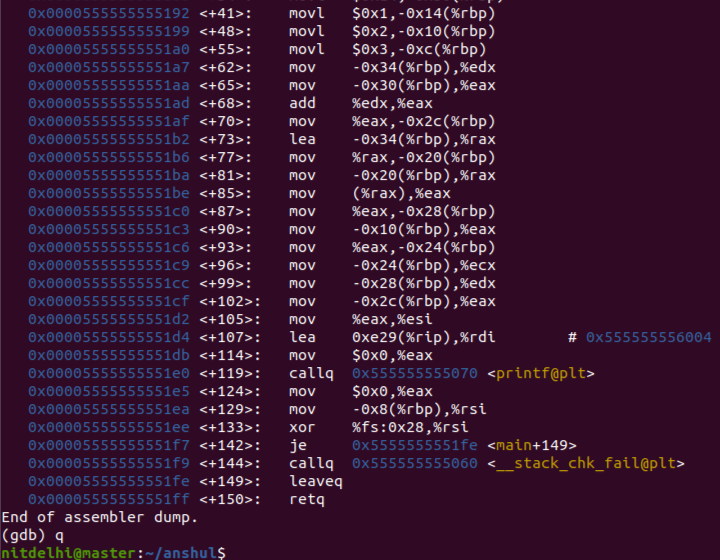 0x0000555555555192 <+41>: movl $0x1,-0x14(%rbp)
0x0000555555555199 <+48>: movl $0x2,-0x10(%rbp)
0x00005555555551a0 <+55>: movl $0x3,-0xc(%rbp)
0x00005555555551a7 <+62>: mov -0x34(%rbp),%edx
0x00005555555551aa <+65>: mov -0x30(%rbp),%eax
0x00005555555551ad <+68>: add %edx,%eax
0x00005555555551af <+70>: mov %eax,-0x2c(%rbp)
0x00005555555551b2 <+73>: lea -0x34(%rbp),%rax
0x00005555555551b6 <+77>: mov %rax,-0x20(%rbp)
0x00005555555551ba <+81>: mov -0x20(%rbp),%rax
0x00005555555551be <+85>: mov (%rax),%eax
0x00005555555551c0 <+87>: mov %eax,-0x28(%rbp)
0x00005555555551c3 <+90>: mov -0x10(%rbp),%eax
0x00005555555551c6 <+93>: mov %eax,-0x24(%rbp)
0x00005555555551c9 <+96>: mov -0x24(%rbp),%ecx
0x00005555555551cc <+99>: mov -0x28(%rbp),%edx
0x00005555555551cf <+102>: mov -0x2c(%rbp),%eax
0x00005555555551d2 <+105>: mov %eax,%esi
0x00005555555551d4 <+107>: lea 0xe29(%rip),%rdi # 0x555555556004
0x00005555555551db <+114>: mov $0x0,%eax
0x00005555555551e0 <+119>: callq 0x555555555070 <printf@plt>
0x00005555555551e5 <+124>: mov $0x0,%eax
0x00005555555551ea <+129>: mov -0x8(%rbp),%rsi
0x00005555555551ee <+133>: xor %fs:0x28,%rsi
0x00005555555551f7 <+142>: je 0x5555555551fe <main+149>
0x00005555555551f9 <+144>: callq 0x555555555060 <__stack_chk_fail@plt>
0x00005555555551fe <+149>: leaveq
0x00005555555551ff <+150>: retq
End of assembler dump.
(gdb) q
nitdelhi@master:~/anshul$